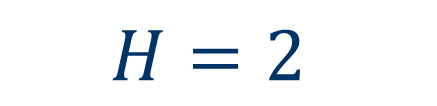 H = 2